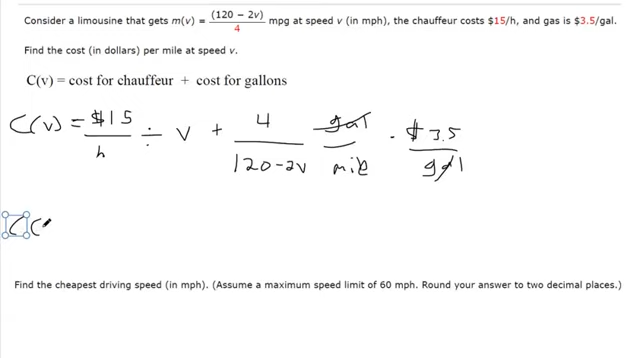 Consider a limousine that gets m(v) = (120 − 2v) / 4 mpg at speed v (in mph), the chauffeur costs $15/h, and gas is $3.5/gal.
Find the cost (in dollars) per mile at speed v.
C(v) = cost for chauffeur + cost for gallons
C(v) = $15 / h ÷ v + 4 / 120-2v gal / mile · $3.5 / gal
C(
Find the cheapest driving speed (in mph). (Assume a maximum speed limit of 60 mph. Round your answer to two decimal places.)